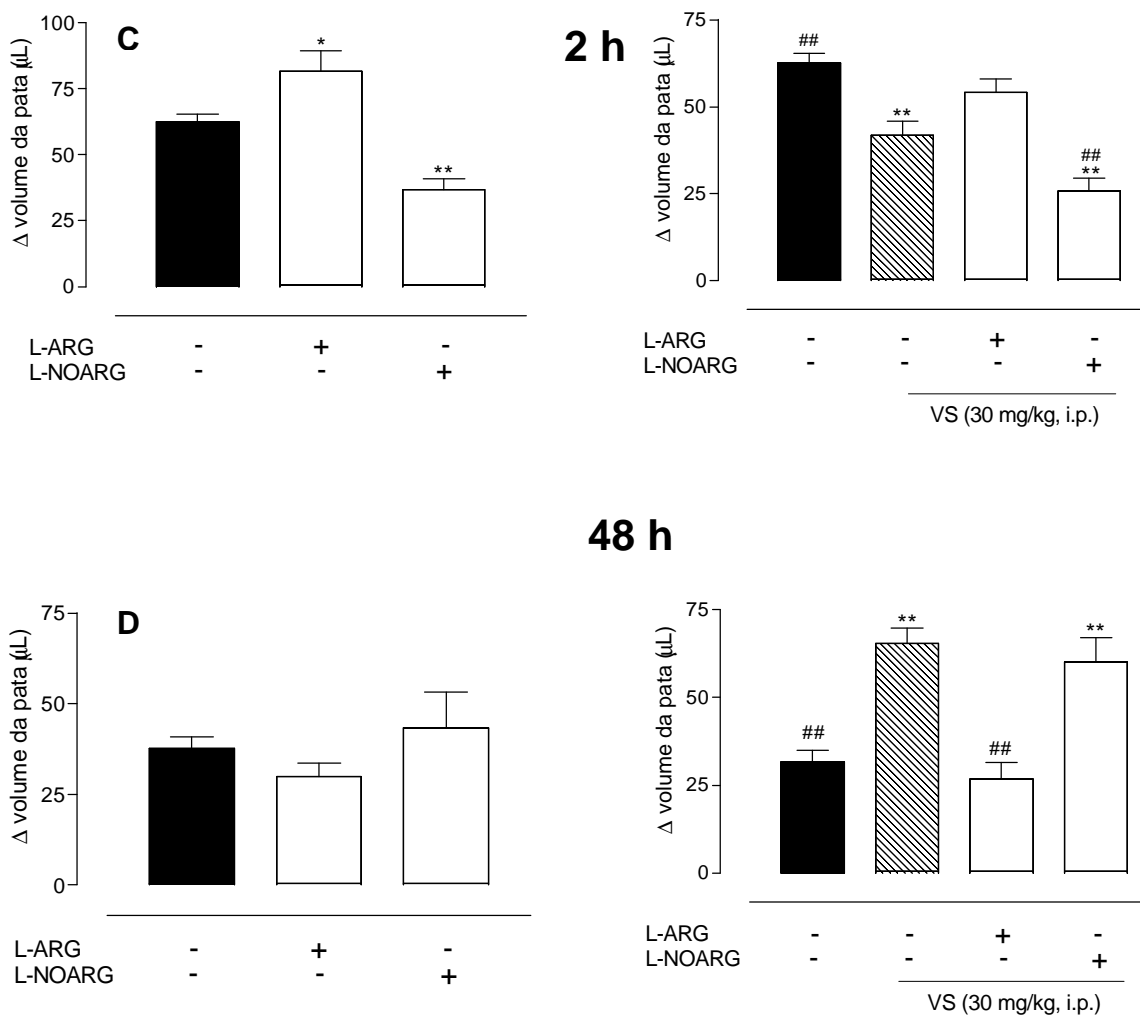 C
2 h
Δ volume da pata (µL)
100
75
50
25
0
*
**
L-ARG - + -
L-NOARG - - +
Δ volume da pata (µL)
75
50
25
0
##
**
##
**
L-ARG - - + -
L-NOARG - - - +
VS (30 mg/kg, i.p.)
48 h
D
Δ volume da pata (µL)
75
50
25
0
L-ARG - + -
L-NOARG - - +
Δ volume da pata (µL)
75
50
25
0
##
**
##
**
L-ARG - - + -
L-NOARG - - - +
VS (30 mg/kg, i.p.)